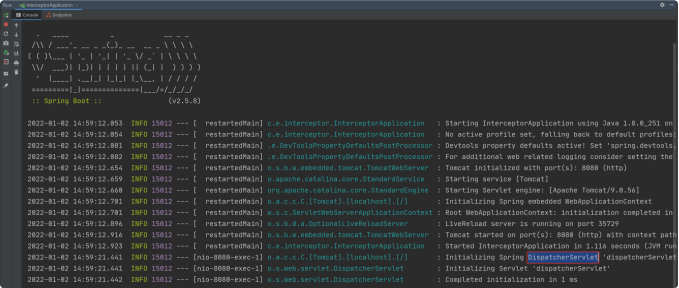 Run: InterceptorApplication
Console Endpoints
:: Spring Boot :: (v2.5.8)
2022-01-02 14:59:12.053 INFO 15012 --- [ restartedMain] c.e.interceptor.InterceptorApplication : Starting InterceptorApplication using Java 1.8.0_251 on
2022-01-02 14:59:12.054 INFO 15012 --- [ restartedMain] c.e.interceptor.InterceptorApplication : No active profile set, falling back to default profiles:
2022-01-02 14:59:12.081 INFO 15012 --- [ restartedMain] .e.DevToolsPropertyDefaultsPostProcessor : Devtools property defaults active! Set 'spring.devtools.
2022-01-02 14:59:12.082 INFO 15012 --- [ restartedMain] .e.DevToolsPropertyDefaultsPostProcessor : For additional web related logging consider setting the
2022-01-02 14:59:12.654 INFO 15012 --- [ restartedMain] o.s.b.w.embedded.tomcat.TomcatWebServer : Tomcat initialized with port(s): 8080 (http)
2022-01-02 14:59:12.659 INFO 15012 --- [ restartedMain] o.apache.catalina.core.StandardService : Starting service [Tomcat]
2022-01-02 14:59:12.660 INFO 15012 --- [ restartedMain] org.apache.catalina.core.StandardEngine : Starting Servlet engine: [Apache Tomcat/9.0.56]
2022-01-02 14:59:12.701 INFO 15012 --- [ restartedMain] o.a.c.c.C.[Tomcat].[localhost].[/] : Initializing Spring embedded WebApplicationContext
2022-01-02 14:59:12.701 INFO 15012 --- [ restartedMain] w.s.c.ServletWebServerApplicationContext : Root WebApplicationContext: initialization completed in
2022-01-02 14:59:12.896 INFO 15012 --- [ restartedMain] o.s.b.d.a.OptionalLiveReloadServer : LiveReload server is running on port 35729
2022-01-02 14:59:12.916 INFO 15012 --- [ restartedMain] o.s.b.w.embedded.tomcat.TomcatWebServer : Tomcat started on port(s): 8080 (http) with context path
2022-01-02 14:59:12.923 INFO 15012 --- [ restartedMain] c.e.interceptor.InterceptorApplication : Started InterceptorApplication in 1.116 seconds (JVM run
2022-01-02 14:59:21.441 INFO 15012 --- [nio-8080-exec-1] o.a.c.c.C.[Tomcat].[localhost].[/] : Initializing Spring DispatcherServlet 'dispatcherServlet
2022-01-02 14:59:21.441 INFO 15012 --- [nio-8080-exec-1] o.s.web.servlet.DispatcherServlet : Initializing Servlet 'dispatcherServlet'
2022-01-02 14:59:21.442 INFO 15012 --- [nio-8080-exec-1] o.s.web.servlet.DispatcherServlet : Completed initialization in 1 ms